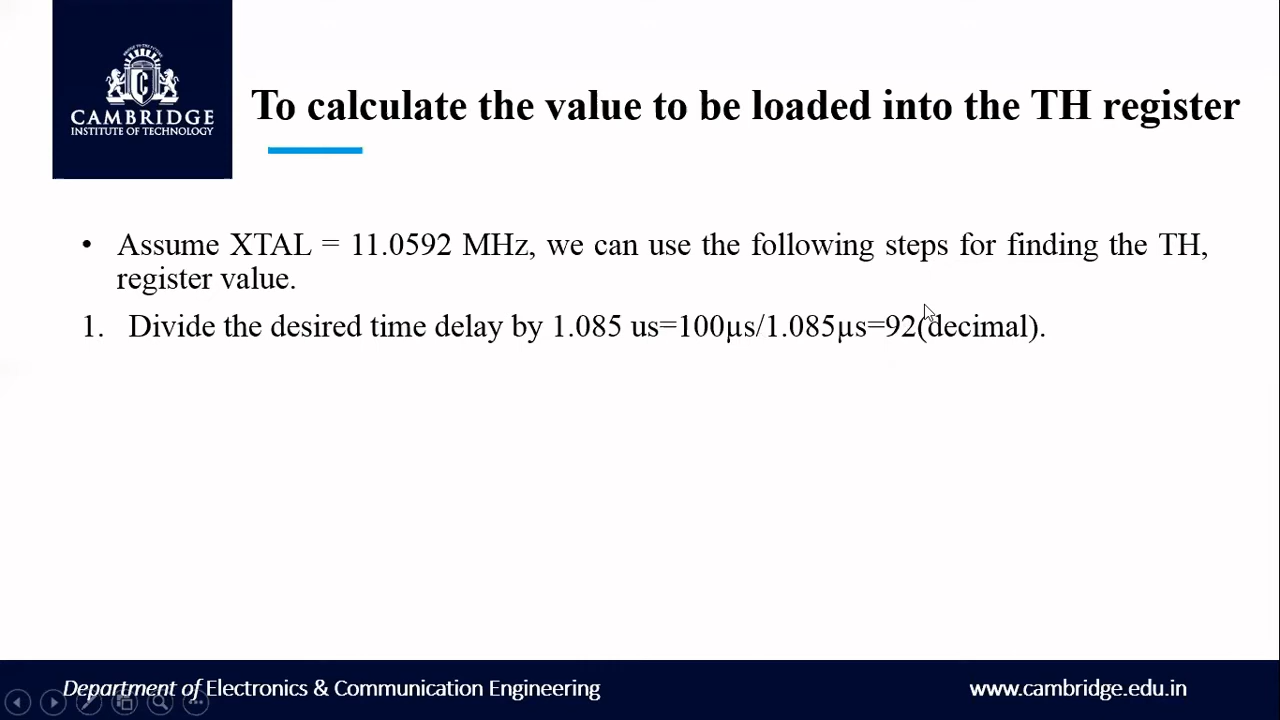 CAMBRIDGE
INSTITUTE OF TECHNOLOGY
To calculate the value to be loaded into the TH register
• Assume XTAL = 11.0592 MHz, we can use the following steps for finding the TH,
register value.
1. Divide the desired time delay by 1.085 us=100µs/1.085µs=92(decimal).
Department of Electronics & Communication Engineering
www.cambridge.edu.in